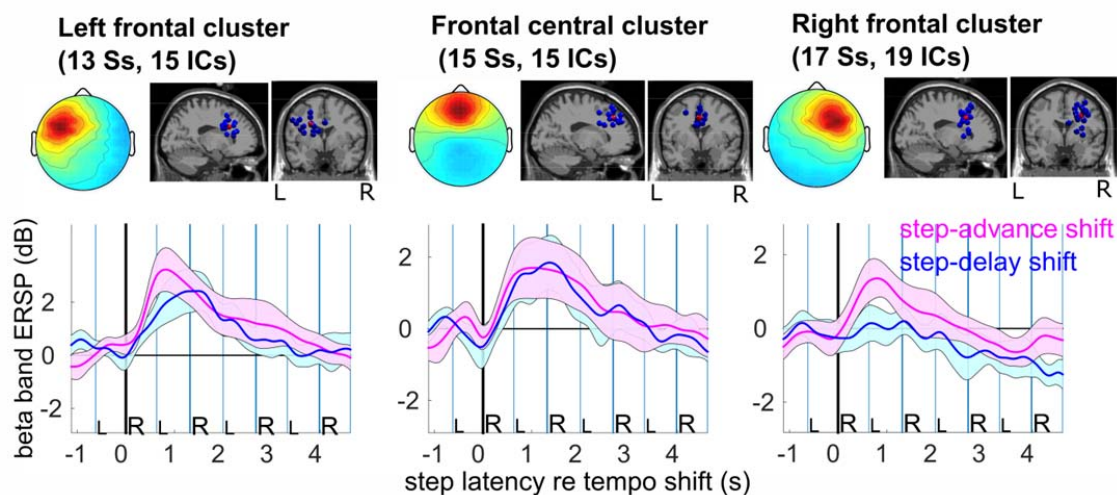 Left frontal cluster
(13 Ss, 15 ICs)
Frontal central cluster
(15 Ss, 15 ICs)
Right frontal cluster
(17 Ss, 19 ICs)
L R
L R
L R
step-advance shift
step-delay shift
beta band ERSP (dB)
2
0
-2
L R L R L R L R
-1 0 1 2 3 4
2
0
-2
L R L R L R L R
-1 0 1 2 3 4
2
0
-2
L R L R L R L R
-1 0 1 2 3 4
step latency re tempo shift (s)